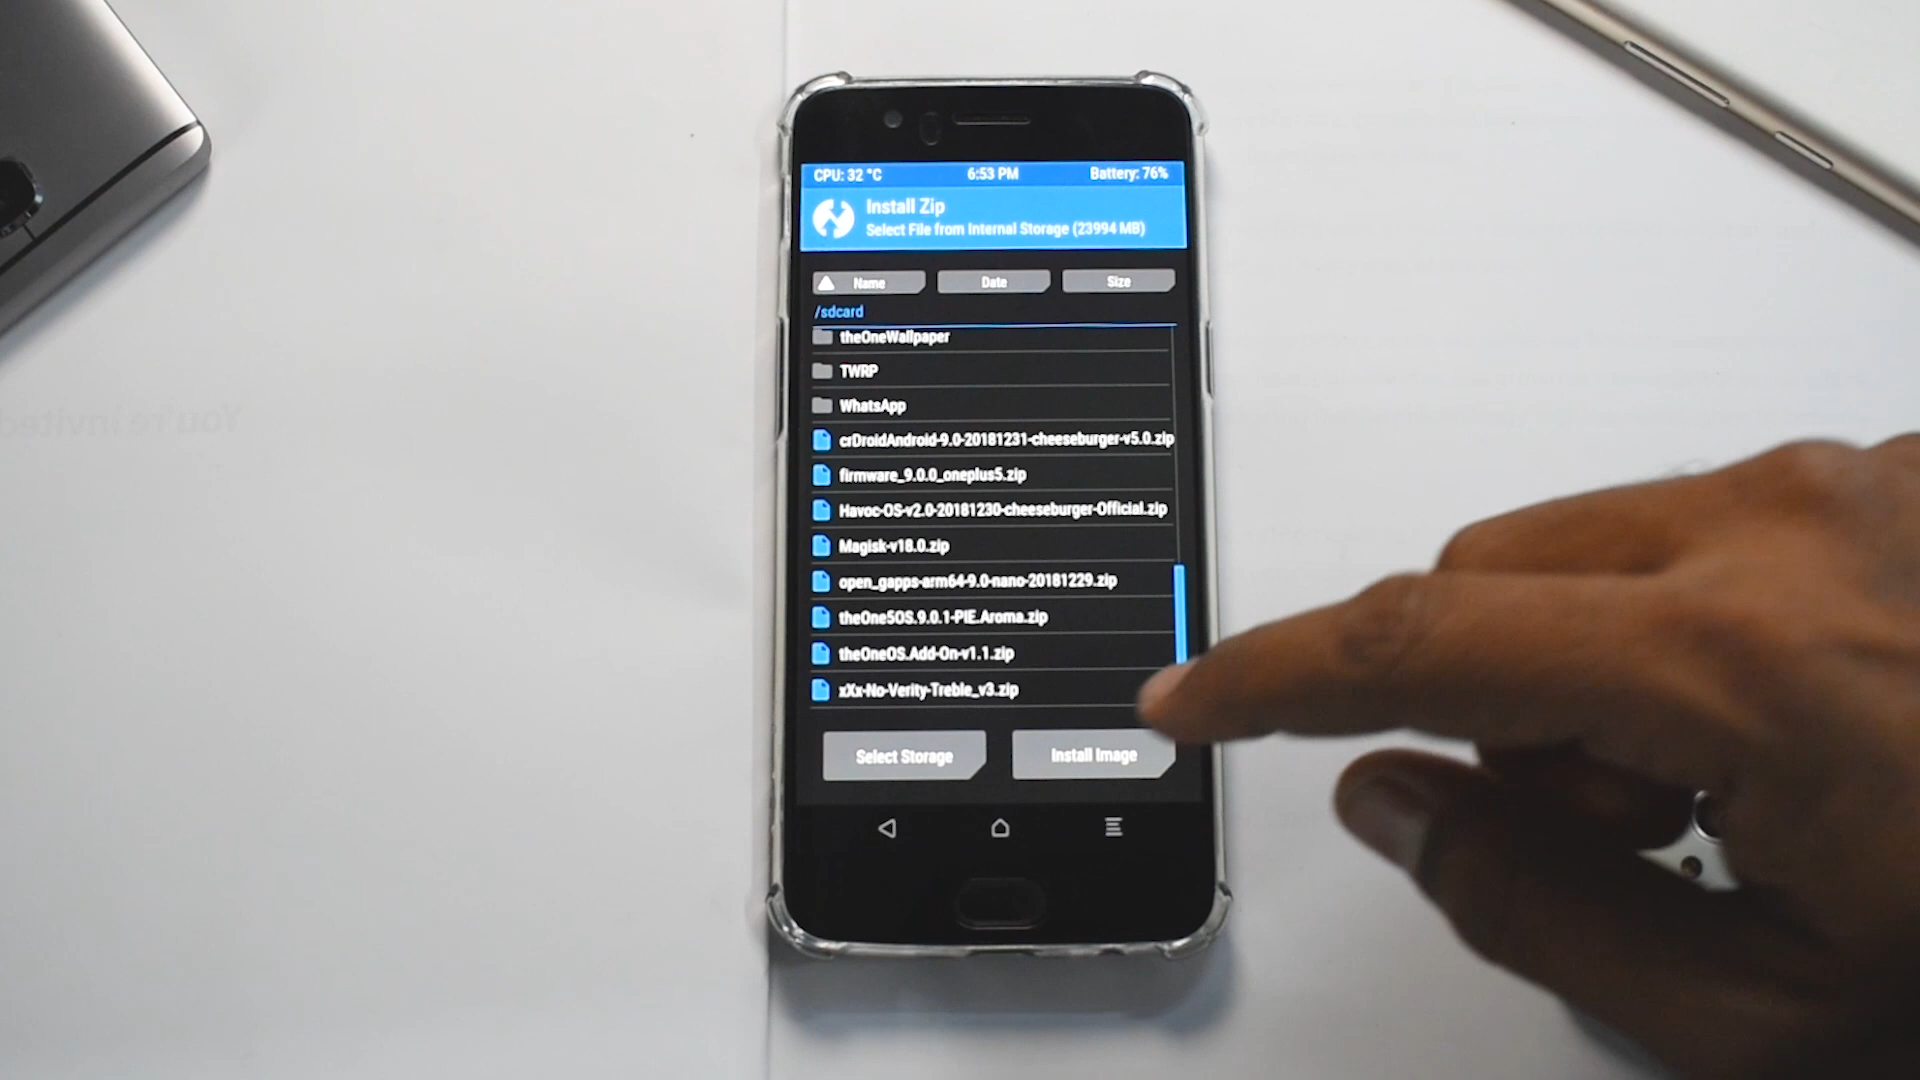 CPU: 32 °C 6:53 PM Battery: 76%
Install Zip
Select File from Internal Storage (23994 MB)
Name Date Size
/sdcard
theOneWallpaper
TWRP
WhatsApp
crDroidAndroid-9.0-20181231-cheeseburger-v5.0.zip
firmware_9.0.0_oneplus5.zip
Havoc-OS-v2.0-20181230-cheeseburger-Official.zip
Magisk-v18.0.zip
open_gapps-arm64-9.0-nano-20181229.zip
theOne5OS.9.0.1-PIE.Aroma.zip
theOneOS.Add-On-v1.1.zip
xXx-No-Verity-Treble_v3.zip
Select Storage Install Image
You're invited